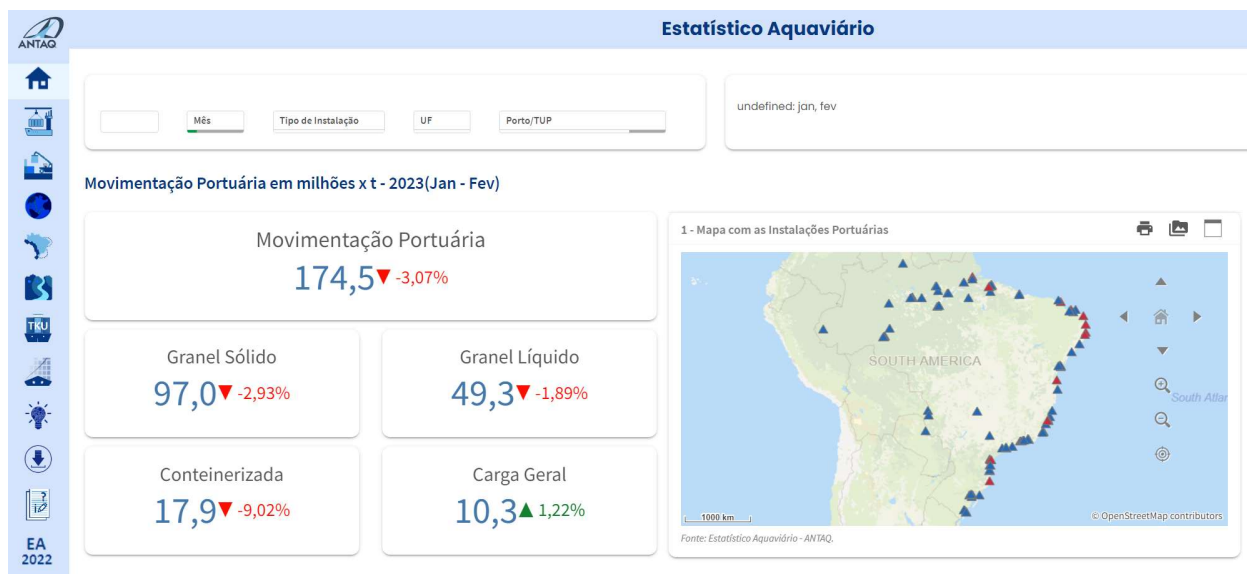 ANTAQ
Estatístico Aquaviário
Mês
Tipo de Instalação
UF
Porto/TUP
undefined: jan, fev
Movimentação Portuária em milhões x t - 2023(Jan - Fev)
Movimentação Portuária
174,5▼ -3,07%
Granel Sólido
97,0▼ -2,93%
Granel Líquido
49,3▼ -1,89%
Conteinerizada
17,9▼ -9,02%
Carga Geral
10,3▲ 1,22%
1 - Mapa com as Instalações Portuárias
SOUTH AMERICA
South Atlan
1000 km
© OpenStreetMap contributors
Fonte: Estatístico Aquaviário - ANTAQ.
TKU
EA
2022